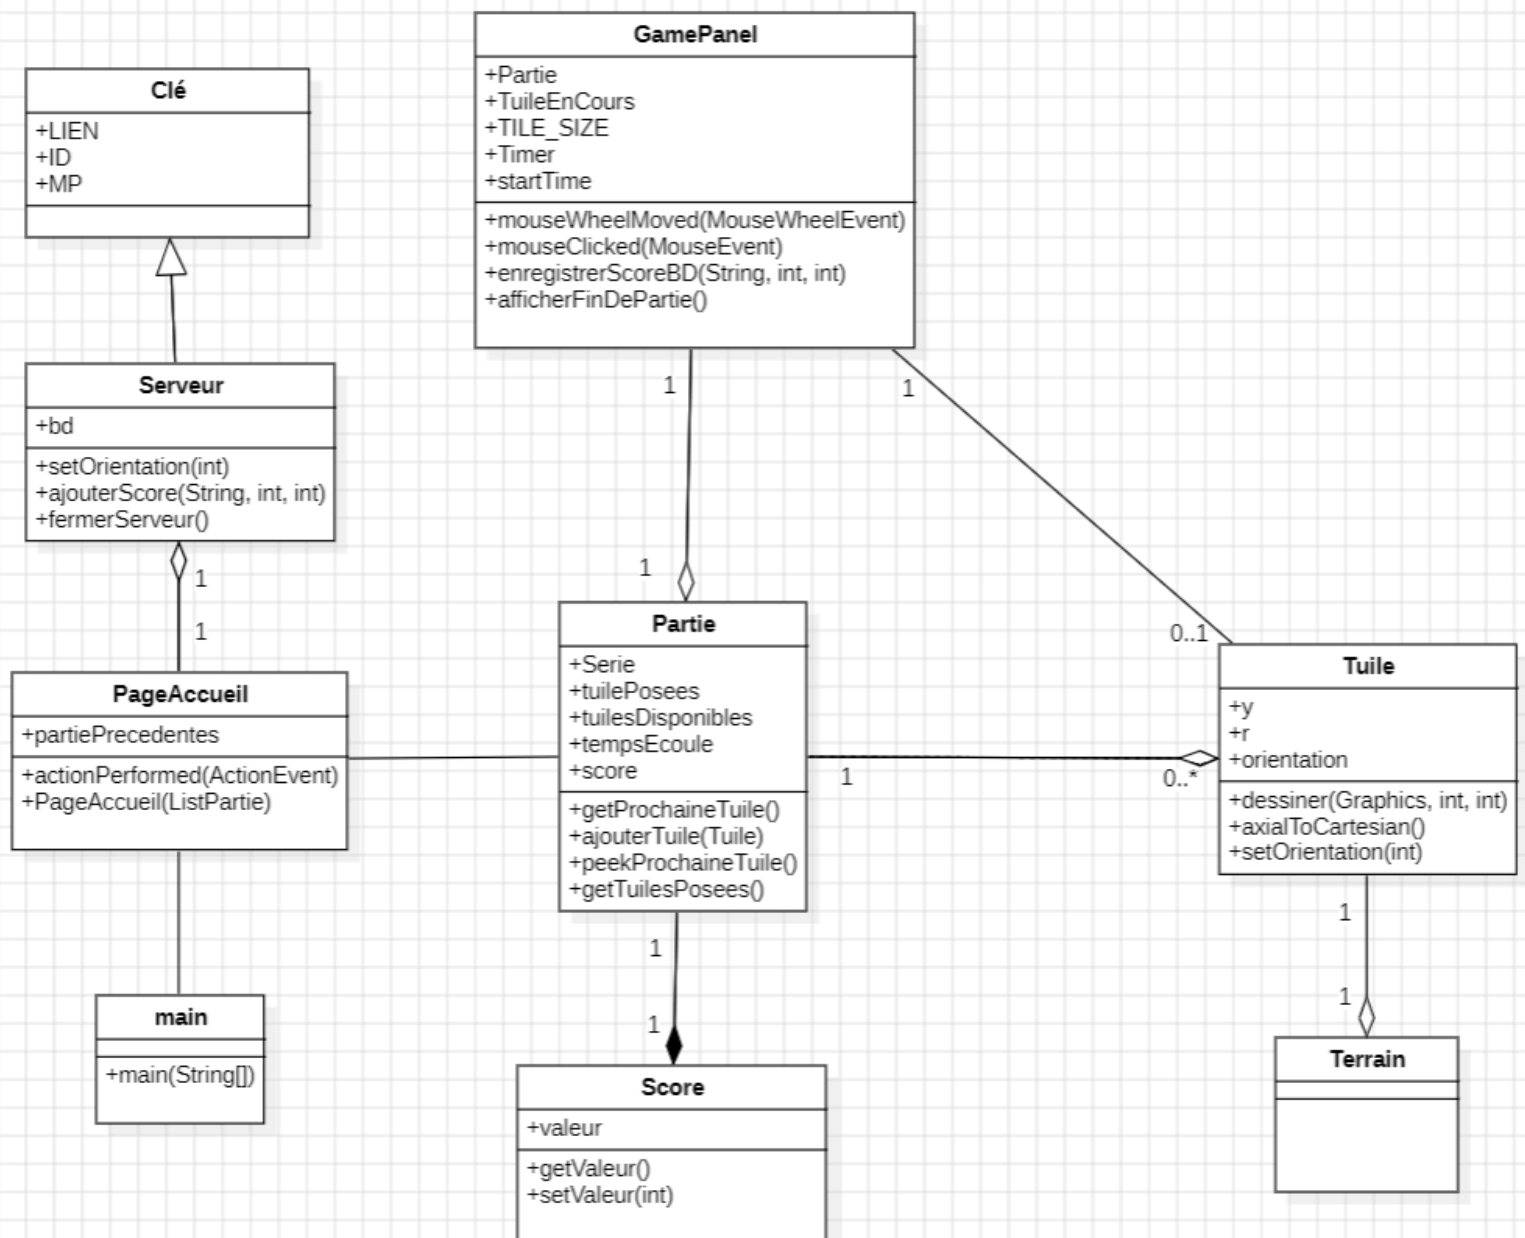 GamePanel
+Partie
+TuileEnCours
+TILE_SIZE
+Timer
+startTime
+mouseWheelMoved(MouseWheelEvent)
+mouseClicked(MouseEvent)
+enregistrerScoreBD(String, int, int)
+afficherFinDePartie()
Clé
+LIEN
+ID
+MP
Serveur
+bd
+setOrientation(int)
+ajouterScore(String, int, int)
+fermerServeur()
1
1
1
1
1
0..1
PageAccueil
+partiePrecedentes
+actionPerformed(ActionEvent)
+PageAccueil(ListPartie)
Partie
+Serie
+tuilePosees
+tuilesDisponibles
+tempsEcoule
+score
+getProchaineTuile()
+ajouterTuile(Tuile)
+peekProchaineTuile()
+getTuilesPosees()
1
0..*
Tuile
+y
+r
+orientation
+dessiner(Graphics, int, int)
+axialToCartesian()
+setOrientation(int)
1
1
1
1
main
+main(String[])
Score
+valeur
+getValeur()
+setValeur(int)
Terrain